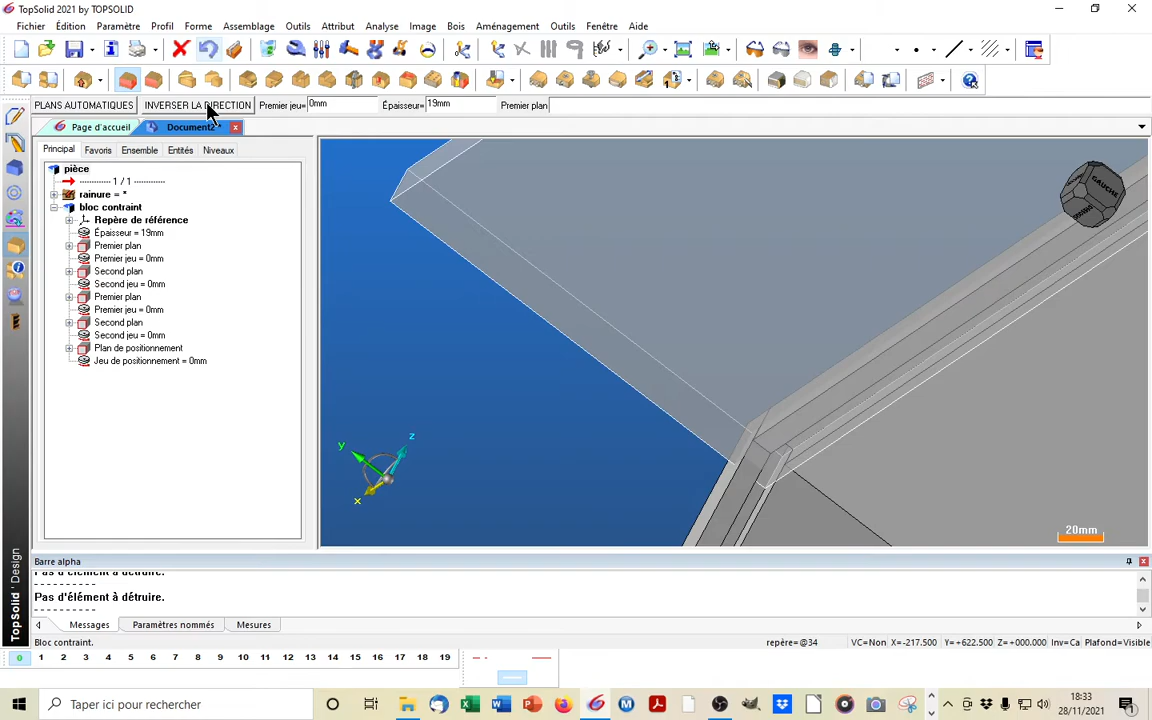 TopSolid 2021 by TOPSOLID
Fichier Édition Paramètre Profil Forme Assemblage Outils Attribut Analyse Image Bois Aménagement Outils Fenêtre Aide
PLANS AUTOMATIQUES INVERSER LA DIRECTION Premier jeu= 0mm Épaisseur= 19mm Premier plan
Page d'accueil Document2
Principal Favoris Ensemble Entités Niveaux
pièce
------------ 1 / 1 ------------
rainure = *
bloc contraint
Repère de référence
Épaisseur = 19mm
Premier plan
Premier jeu = 0mm
Second plan
Second jeu = 0mm
Premier plan
Premier jeu = 0mm
Second plan
Second jeu = 0mm
Plan de positionnement
Jeu de positionnement = 0mm
GAUCHE
z
y
x
20mm
TopSolid ' Design
Barre alpha
Pas d'élément à détruire.
----------
Pas d'élément à détruire.
----------
Messages Paramètres nommés Mesures
Bloc contraint. repère=@34 VC=Non X=-217.500 Y=+622.500 Z=+000.000 Inv=Ca Plafond=Visible
0 1 2 3 4 5 6 7 8 9 10 11 12 13 14 15 16 17 18 19
Taper ici pour rechercher
18:33
28/11/2021